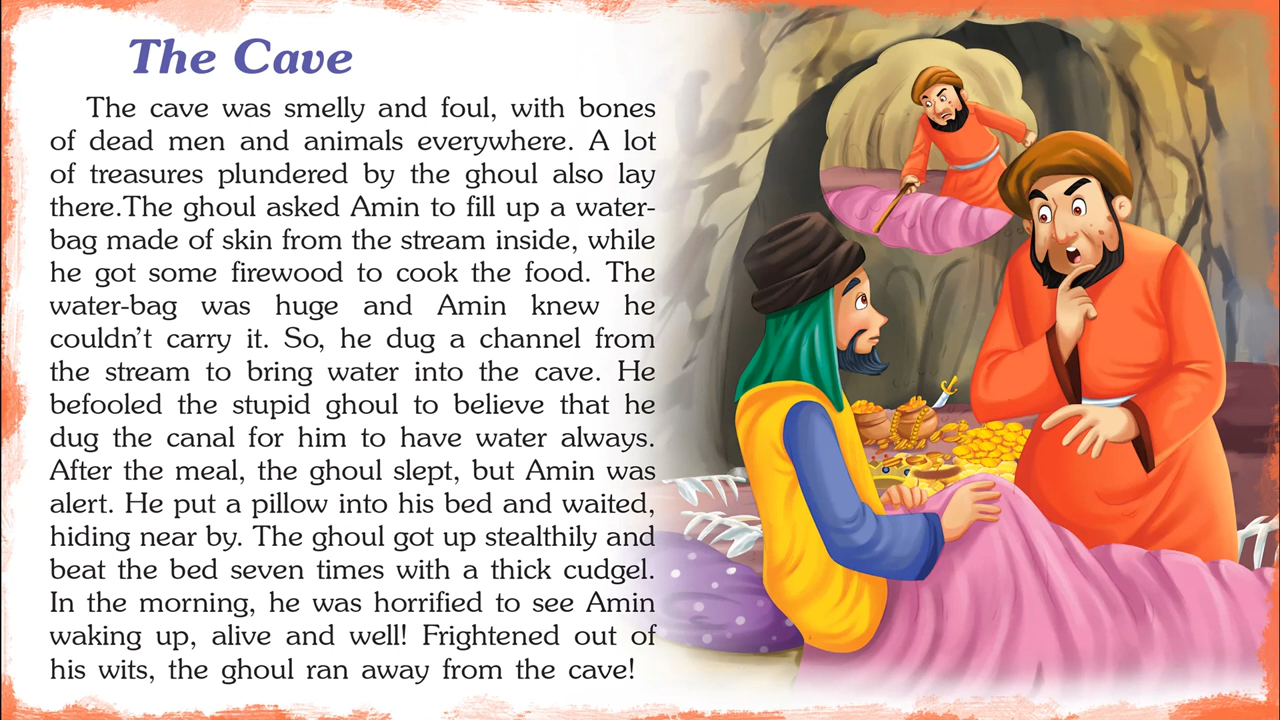 The Cave
The cave was smelly and foul, with bones
of dead men and animals everywhere. A lot
of treasures plundered by the ghoul also lay
there.The ghoul asked Amin to fill up a water-
bag made of skin from the stream inside, while
he got some firewood to cook the food. The
water-bag was huge and Amin knew he
couldn't carry it. So, he dug a channel from
the stream to bring water into the cave. He
befooled the stupid ghoul to believe that he
dug the canal for him to have water always.
After the meal, the ghoul slept, but Amin was
alert. He put a pillow into his bed and waited,
hiding near by. The ghoul got up stealthily and
beat the bed seven times with a thick cudgel.
In the morning, he was horrified to see Amin
waking up, alive and well! Frightened out of
his wits, the ghoul ran away from the cave!